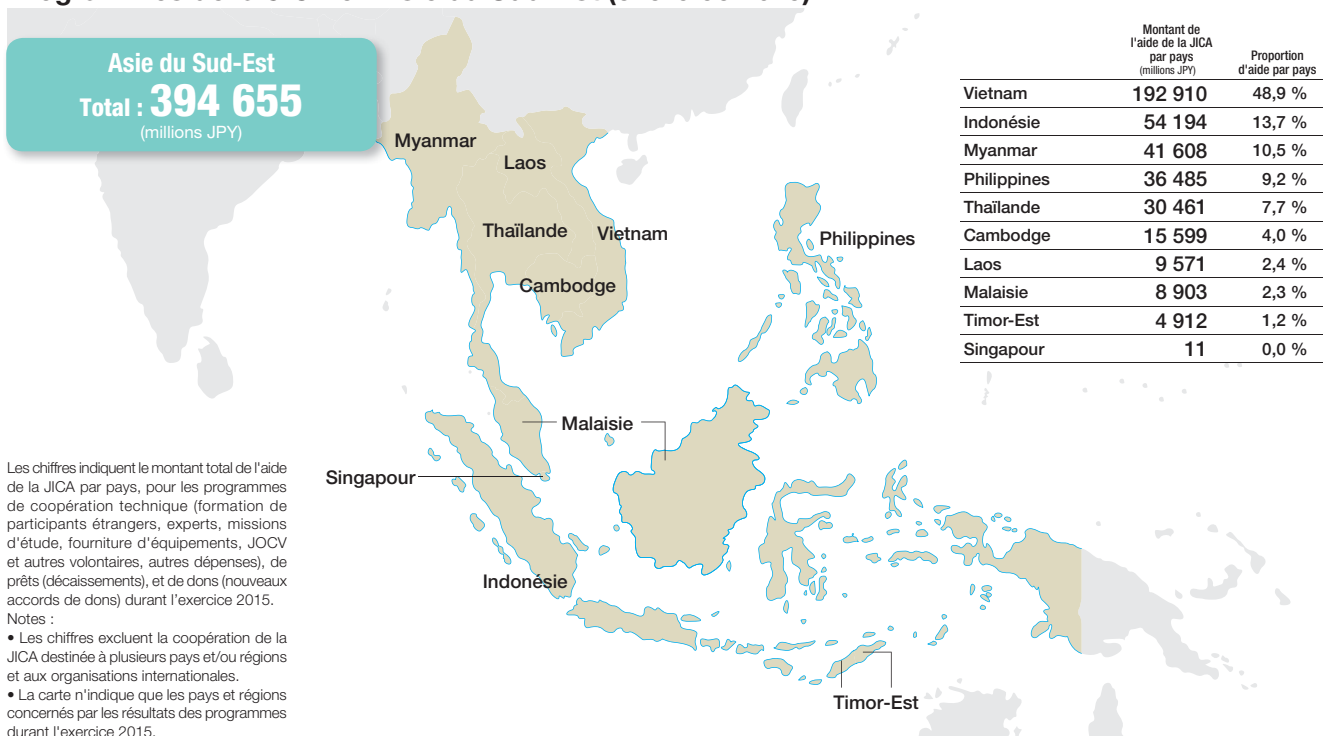 Asie du Sud-Est
Total : 394 655
(millions JPY)
Montant de
l'aide de la JICA
par pays
(millions JPY)
Proportion
d'aide par pays
Vietnam 192 910 48,9 %
Indonésie 54 194 13,7 %
Myanmar 41 608 10,5 %
Philippines 36 485 9,2 %
Thaïlande 30 461 7,7 %
Cambodge 15 599 4,0 %
Laos 9 571 2,4 %
Malaisie 8 903 2,3 %
Timor-Est 4 912 1,2 %
Singapour 11 0,0 %
Myanmar
Laos
Thaïlande
Vietnam
Cambodge
Philippines
Malaisie
Singapour
Indonésie
Timor-Est
Les chiffres indiquent le montant total de l'aide
de la JICA par pays, pour les programmes
de coopération technique (formation de
participants étrangers, experts, missions
d'étude, fourniture d'équipements, JOCV
et autres volontaires, autres dépenses), de
prêts (décaissements), et de dons (nouveaux
accords de dons) durant l'exercice 2015.
Notes :
• Les chiffres excluent la coopération de la
JICA destinée à plusieurs pays et/ou régions
et aux organisations internationales.
• La carte n'indique que les pays et régions
concernés par les résultats des programmes
durant l'exercice 2015.